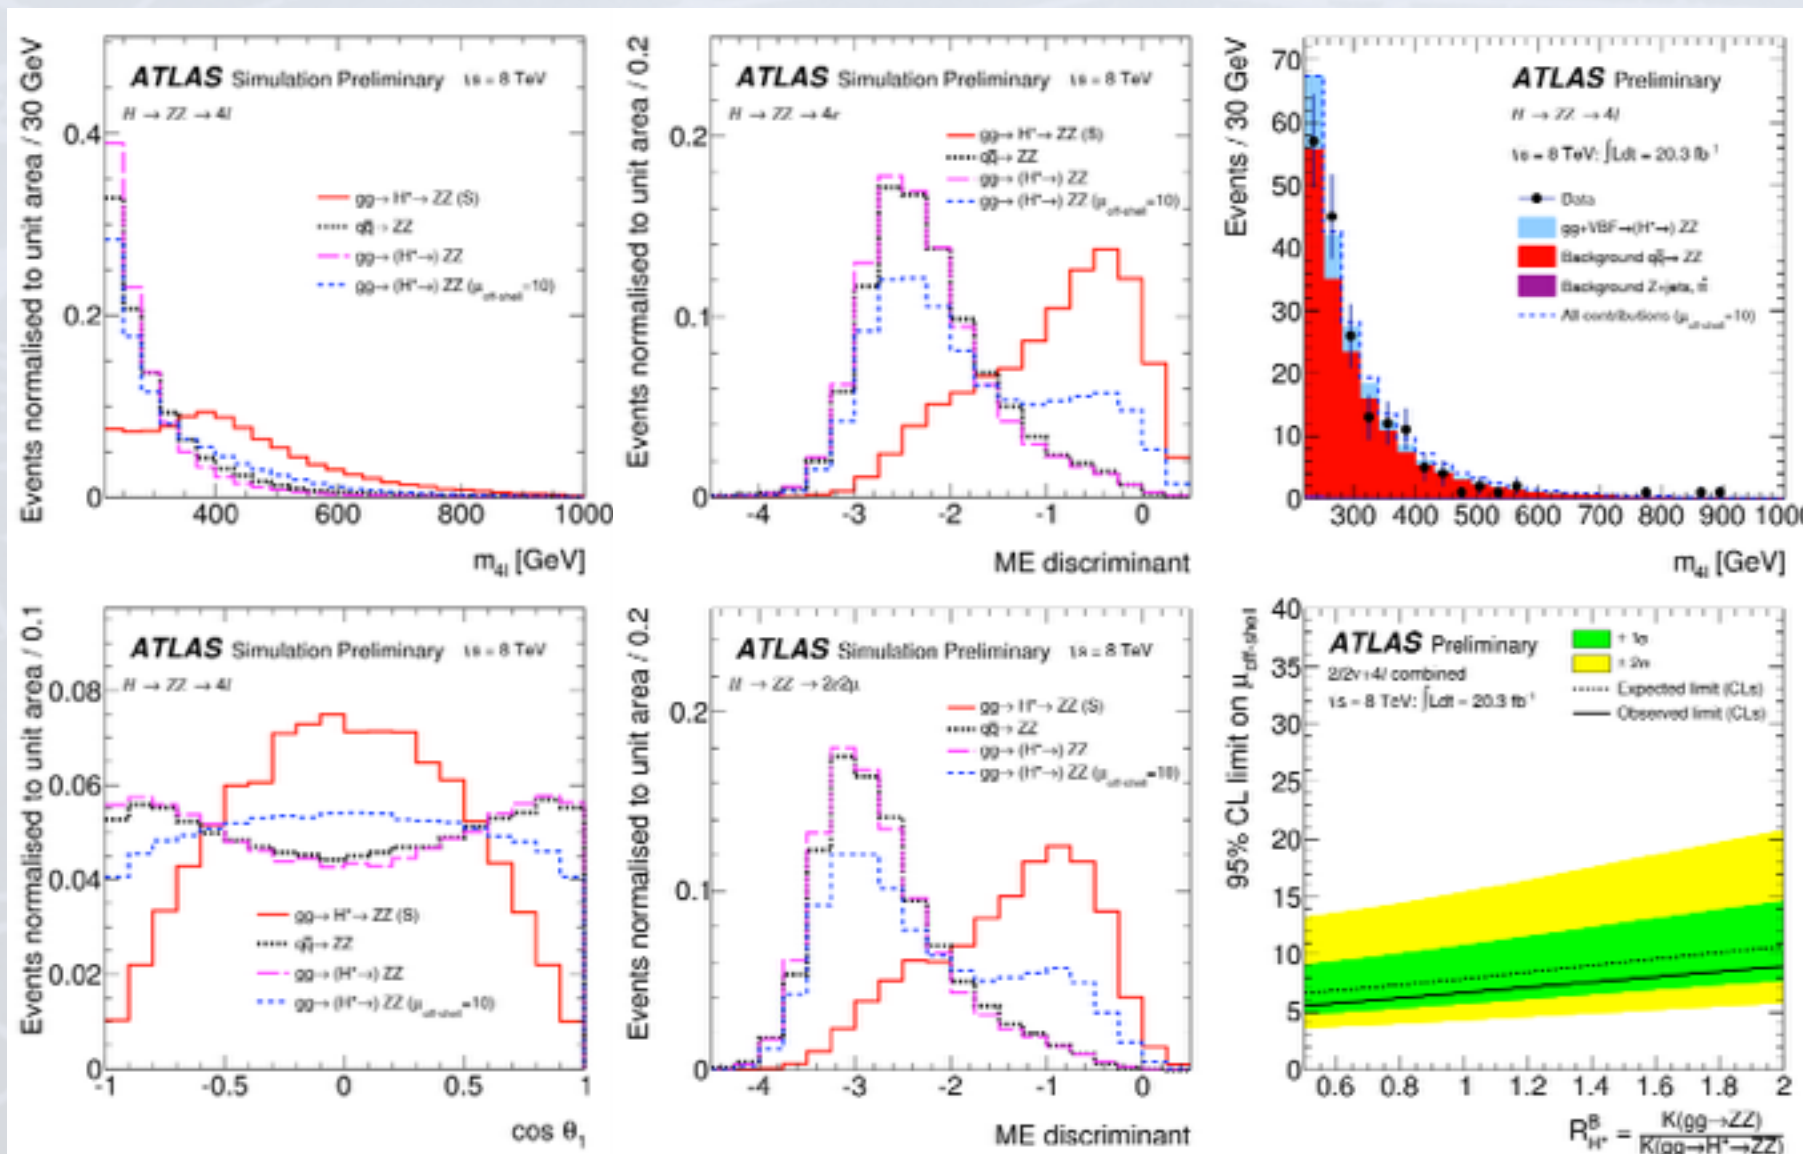 Events normalised to unit area / 30 GeV
ATLAS Simulation Preliminary √s = 8 TeV
H → ZZ → 4l
gg→ H*→ ZZ (S)
qq̄→ ZZ
gg→ (H*→) ZZ
gg→ (H*→) ZZ (μoff-shell=10)
0.4
0.2
0
400 600 800 1000
m4l [GeV]
Events normalised to unit area / 0.2
ATLAS Simulation Preliminary √s = 8 TeV
H → ZZ → 4e
gg→ H*→ ZZ (S)
qq̄→ ZZ
gg→ (H*→) ZZ
gg→ (H*→) ZZ (μoff-shell=10)
0.2
0.1
0
-4 -3 -2 -1 0
ME discriminant
Events / 30 GeV
ATLAS Preliminary
H → ZZ → 4l
√s = 8 TeV: ∫Ldt = 20.3 fb-1
Data
gg+VBF→(H*→) ZZ
Background qq̄→ ZZ
Background Z+jets, tt̄
All contributions (μoff-shell=10)
70
60
50
40
30
20
10
0
300 400 500 600 700 800 900 1000
m4l [GeV]
Events normalised to unit area / 0.1
ATLAS Simulation Preliminary √s = 8 TeV
H → ZZ → 4l
0.08
0.06
0.04
0.02
0
gg→ H*→ ZZ (S)
qq̄→ ZZ
gg→ (H*→) ZZ
gg→ (H*→) ZZ (μoff-shell=10)
-1 -0.5 0 0.5 1
cos θ1
Events normalised to unit area / 0.2
ATLAS Simulation Preliminary √s = 8 TeV
H → ZZ → 2e2μ
gg→ H*→ ZZ (S)
qq̄→ ZZ
gg→ (H*→) ZZ
gg→ (H*→) ZZ (μoff-shell=10)
0.2
0.1
0
-4 -3 -2 -1 0
ME discriminant
95% CL limit on μoff-shell
ATLAS Preliminary
2l2ν+4l combined
√s = 8 TeV: ∫Ldt = 20.3 fb-1
± 1σ
± 2σ
Expected limit (CLs)
Observed limit (CLs)
40
35
30
25
20
15
10
5
0
0.6 0.8 1 1.2 1.4 1.6 1.8 2
R^B_H* = K(gg→ZZ) / K(gg→H*→ZZ)